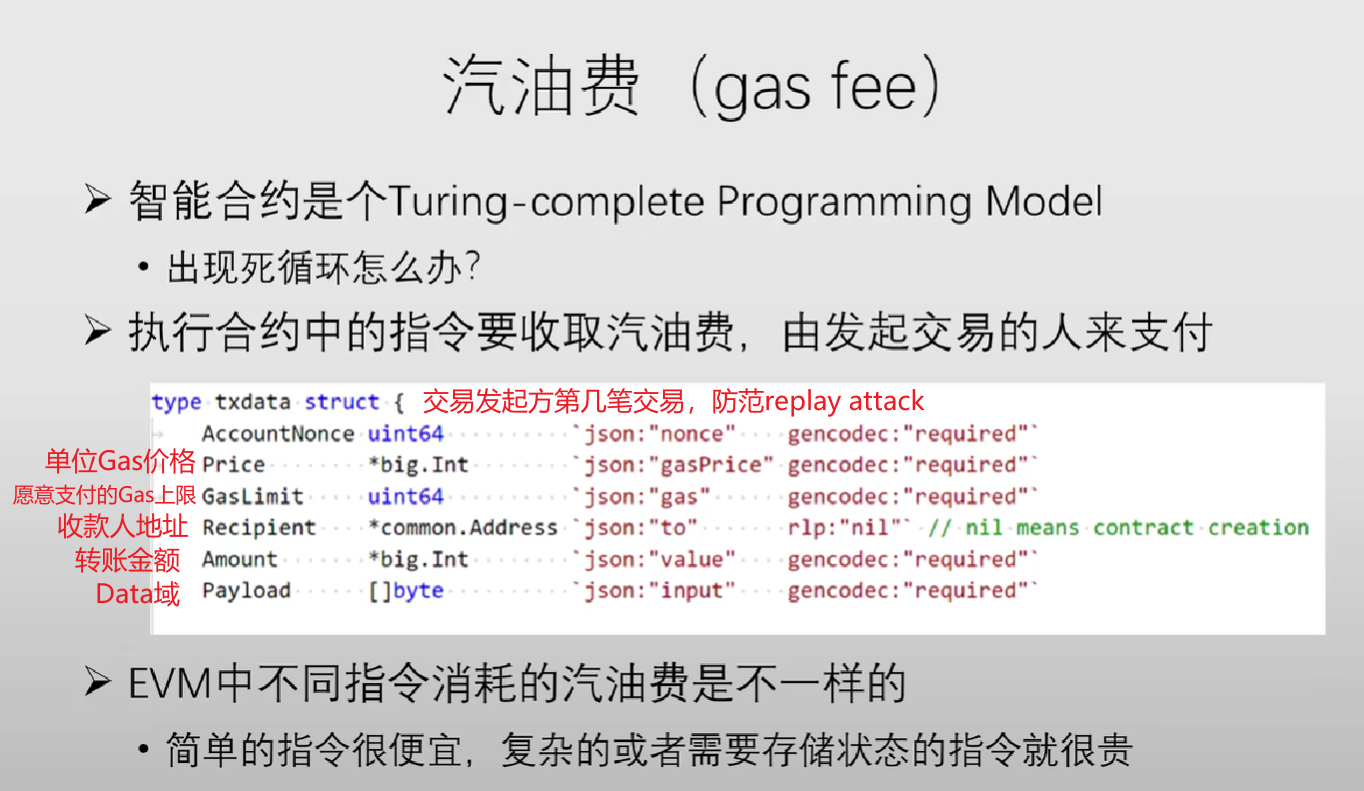 汽油费（gas fee）
➢ 智能合约是个Turing-complete Programming Model
• 出现死循环怎么办?
➢ 执行合约中的指令要收取汽油费，由发起交易的人来支付
type txdata struct { 交易发起方第几笔交易，防范replay attack
AccountNonce uint64 `json:"nonce" gencodec:"required"`
单位Gas价格 Price *big.Int `json:"gasPrice" gencodec:"required"`
愿意支付的Gas上限 GasLimit uint64 `json:"gas" gencodec:"required"`
收款人地址 Recipient *common.Address `json:"to" rlp:"nil"` // nil means contract creation
转账金额 Amount *big.Int `json:"value" gencodec:"required"`
Data域 Payload []byte `json:"input" gencodec:"required"`
➢ EVM中不同指令消耗的汽油费是不一样的
• 简单的指令很便宜，复杂的或者需要存储状态的指令就很贵